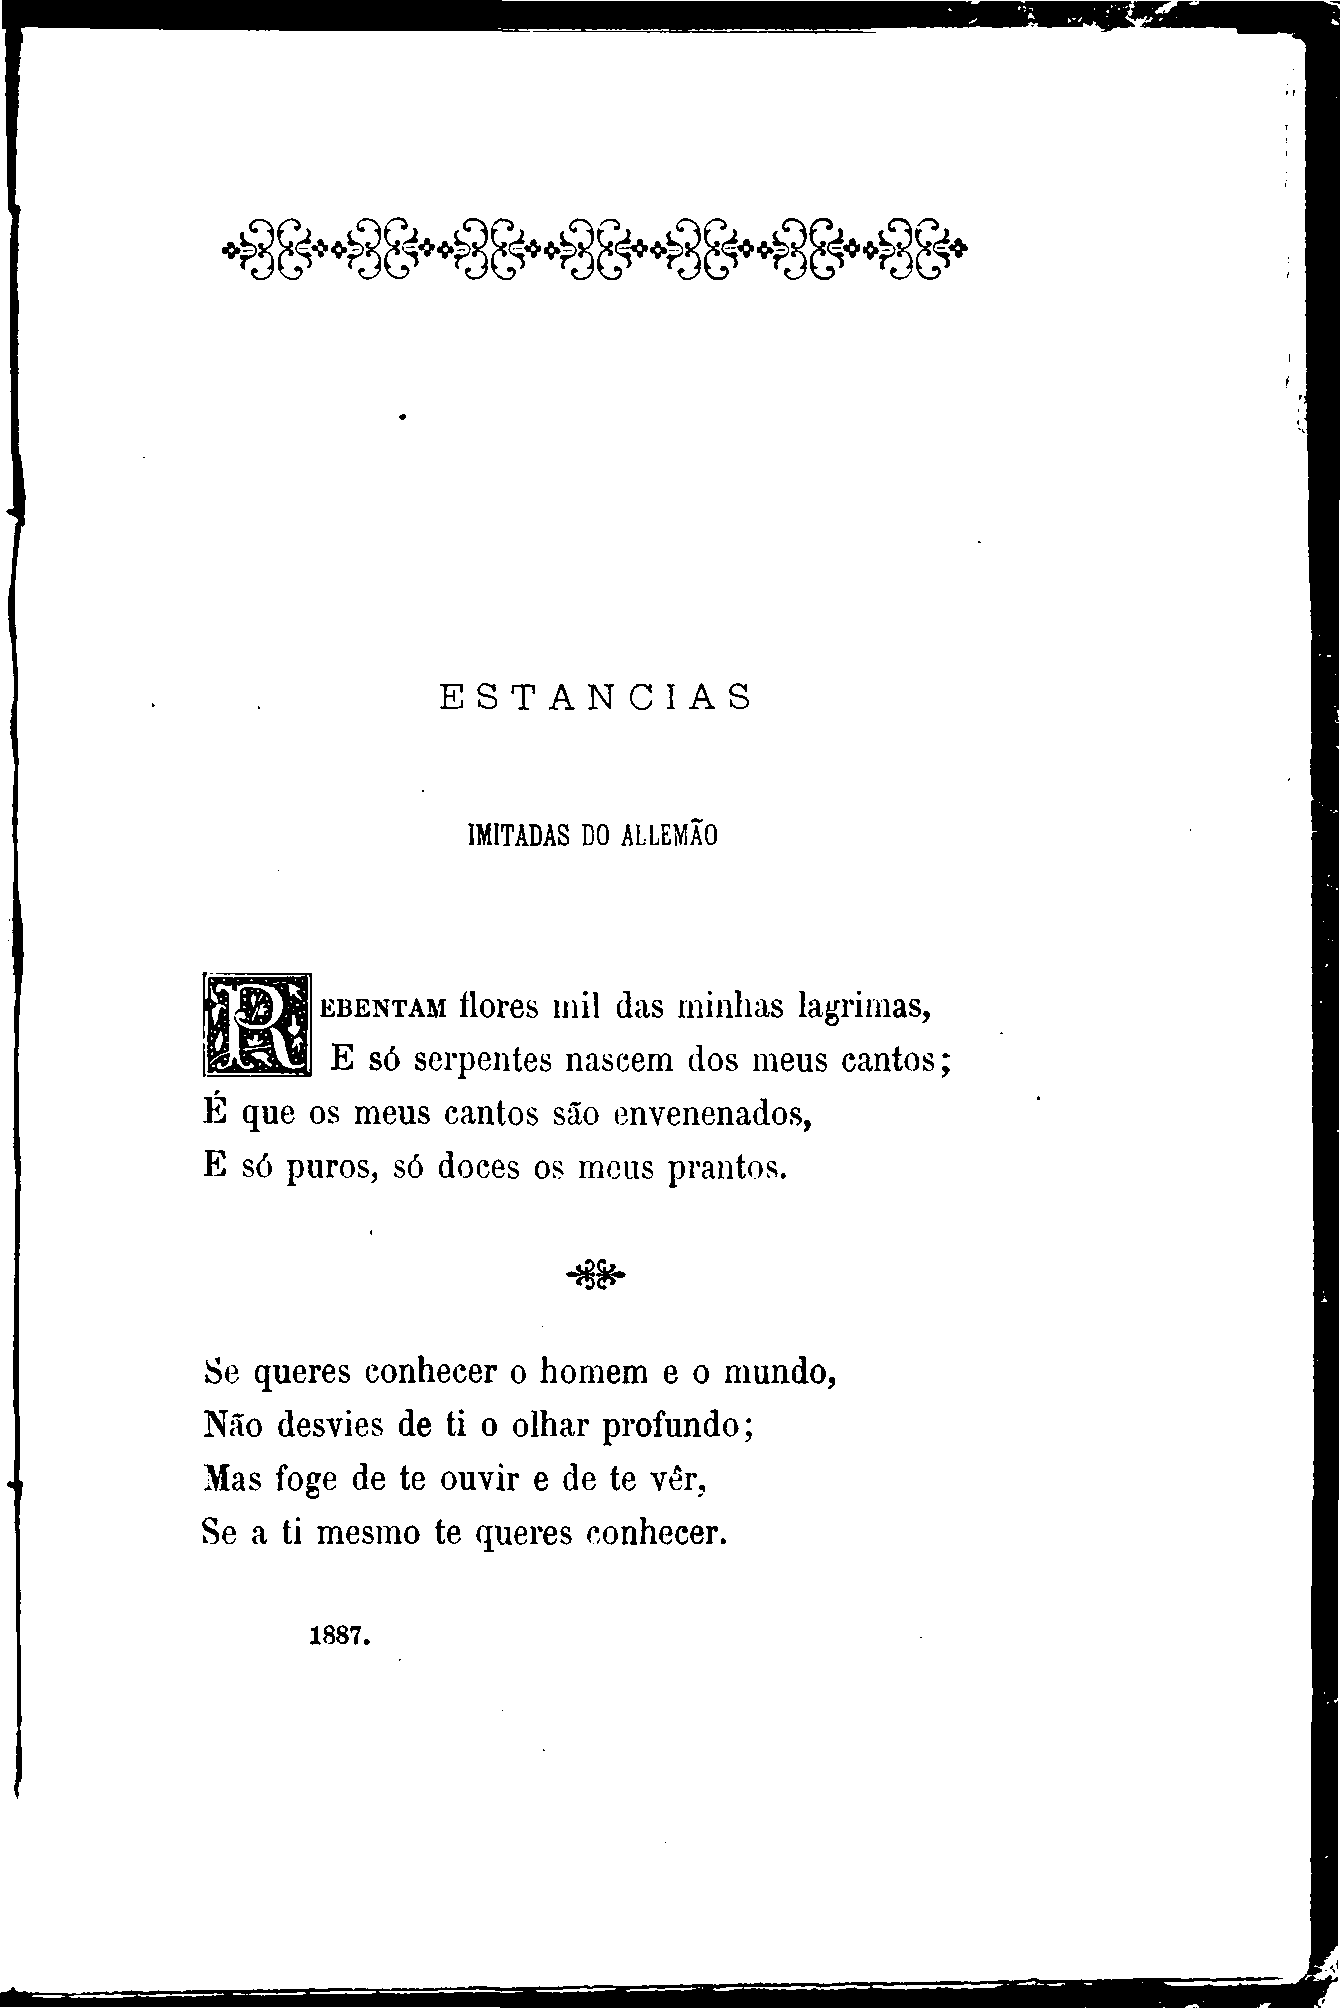 ESTANCIAS
IMITADAS DO ALLEMÃO
REBENTAM flores mil das minhas lagrimas,
E só serpentes nascem dos meus cantos;
É que os meus cantos são envenenados,
E só puros, só doces os meus prantos.
Se queres conhecer o homem e o mundo,
Não desvies de ti o olhar profundo;
Mas foge de te ouvir e de te vêr,
Se a ti mesmo te queres conhecer.
1887.